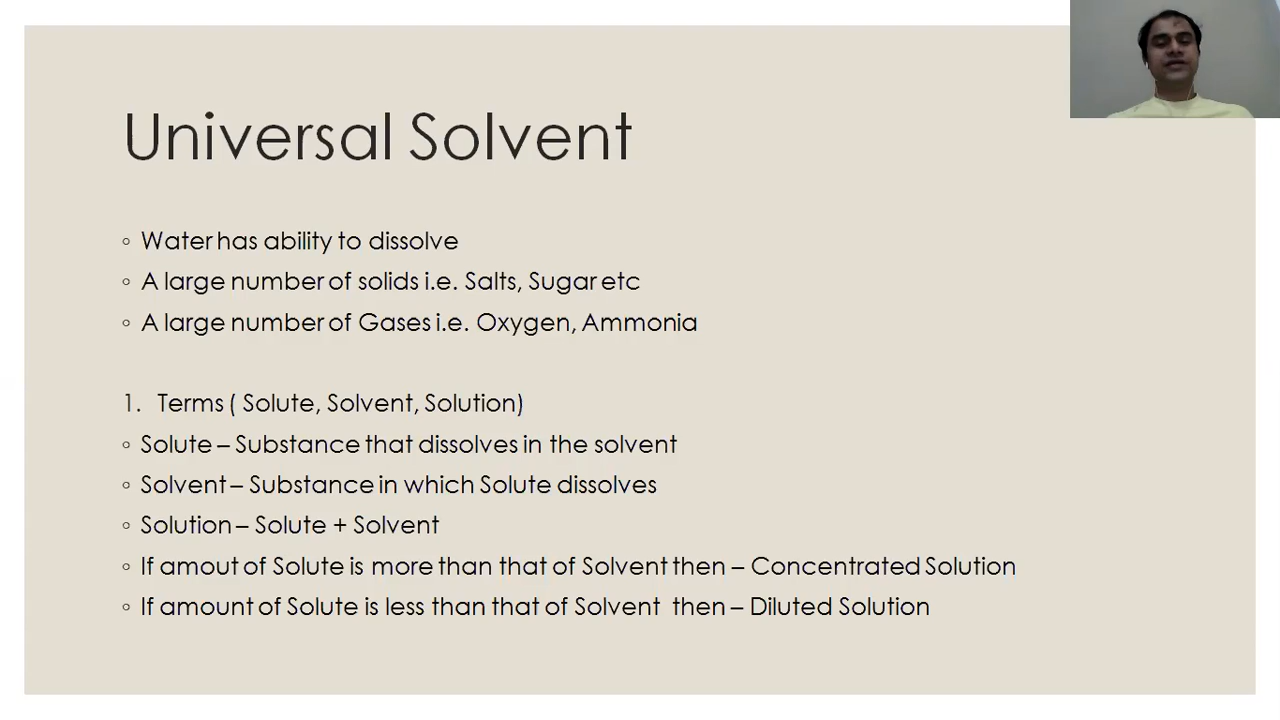 Universal Solvent
◦ Water has ability to dissolve
◦ A large number of solids i.e. Salts, Sugar etc
◦ A large number of Gases i.e. Oxygen, Ammonia
1. Terms ( Solute, Solvent, Solution)
◦ Solute – Substance that dissolves in the solvent
◦ Solvent – Substance in which Solute dissolves
◦ Solution – Solute + Solvent
◦ If amout of Solute is more than that of Solvent then – Concentrated Solution
◦ If amount of Solute is less than that of Solvent then – Diluted Solution